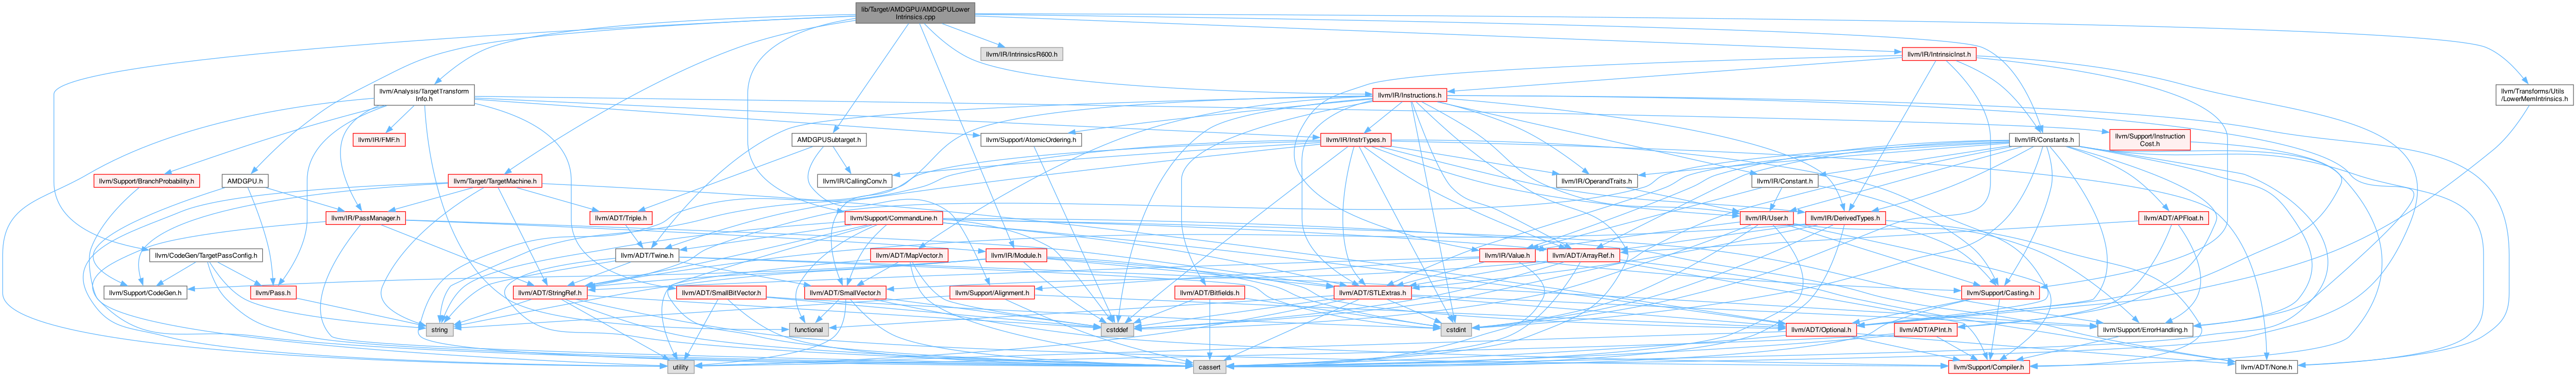 lib/Target/AMDGPU/AMDGPULower
Intrinsics.cpp
llvm/IR/IntrinsicsR600.h
llvm/IR/IntrinsicInst.h
llvm/Analysis/TargetTransform
Info.h
llvm/IR/Instructions.h
llvm/Transforms/Utils
/LowerMemIntrinsics.h
llvm/IR/FMF.h
AMDGPUSubtarget.h
llvm/Support/AtomicOrdering.h
llvm/IR/InstrTypes.h
llvm/Support/Instruction
Cost.h
llvm/IR/Constants.h
llvm/Support/BranchProbability.h
AMDGPU.h
llvm/Target/TargetMachine.h
llvm/IR/CallingConv.h
llvm/IR/OperandTraits.h
llvm/IR/Constant.h
llvm/IR/PassManager.h
llvm/ADT/Triple.h
llvm/Support/CommandLine.h
llvm/IR/User.h
llvm/IR/DerivedTypes.h
llvm/ADT/APFloat.h
llvm/CodeGen/TargetPassConfig.h
llvm/ADT/Twine.h
llvm/ADT/MapVector.h
llvm/IR/Module.h
llvm/IR/Value.h
llvm/ADT/ArrayRef.h
llvm/Support/CodeGen.h
llvm/Pass.h
llvm/ADT/StringRef.h
llvm/ADT/SmallBitVector.h
llvm/ADT/SmallVector.h
llvm/Support/Alignment.h
llvm/ADT/Bitfields.h
llvm/ADT/STLExtras.h
llvm/Support/Casting.h
string
functional
cstddef
cstdint
llvm/ADT/Optional.h
llvm/ADT/APInt.h
llvm/Support/ErrorHandling.h
utility
cassert
llvm/Support/Compiler.h
llvm/ADT/None.h